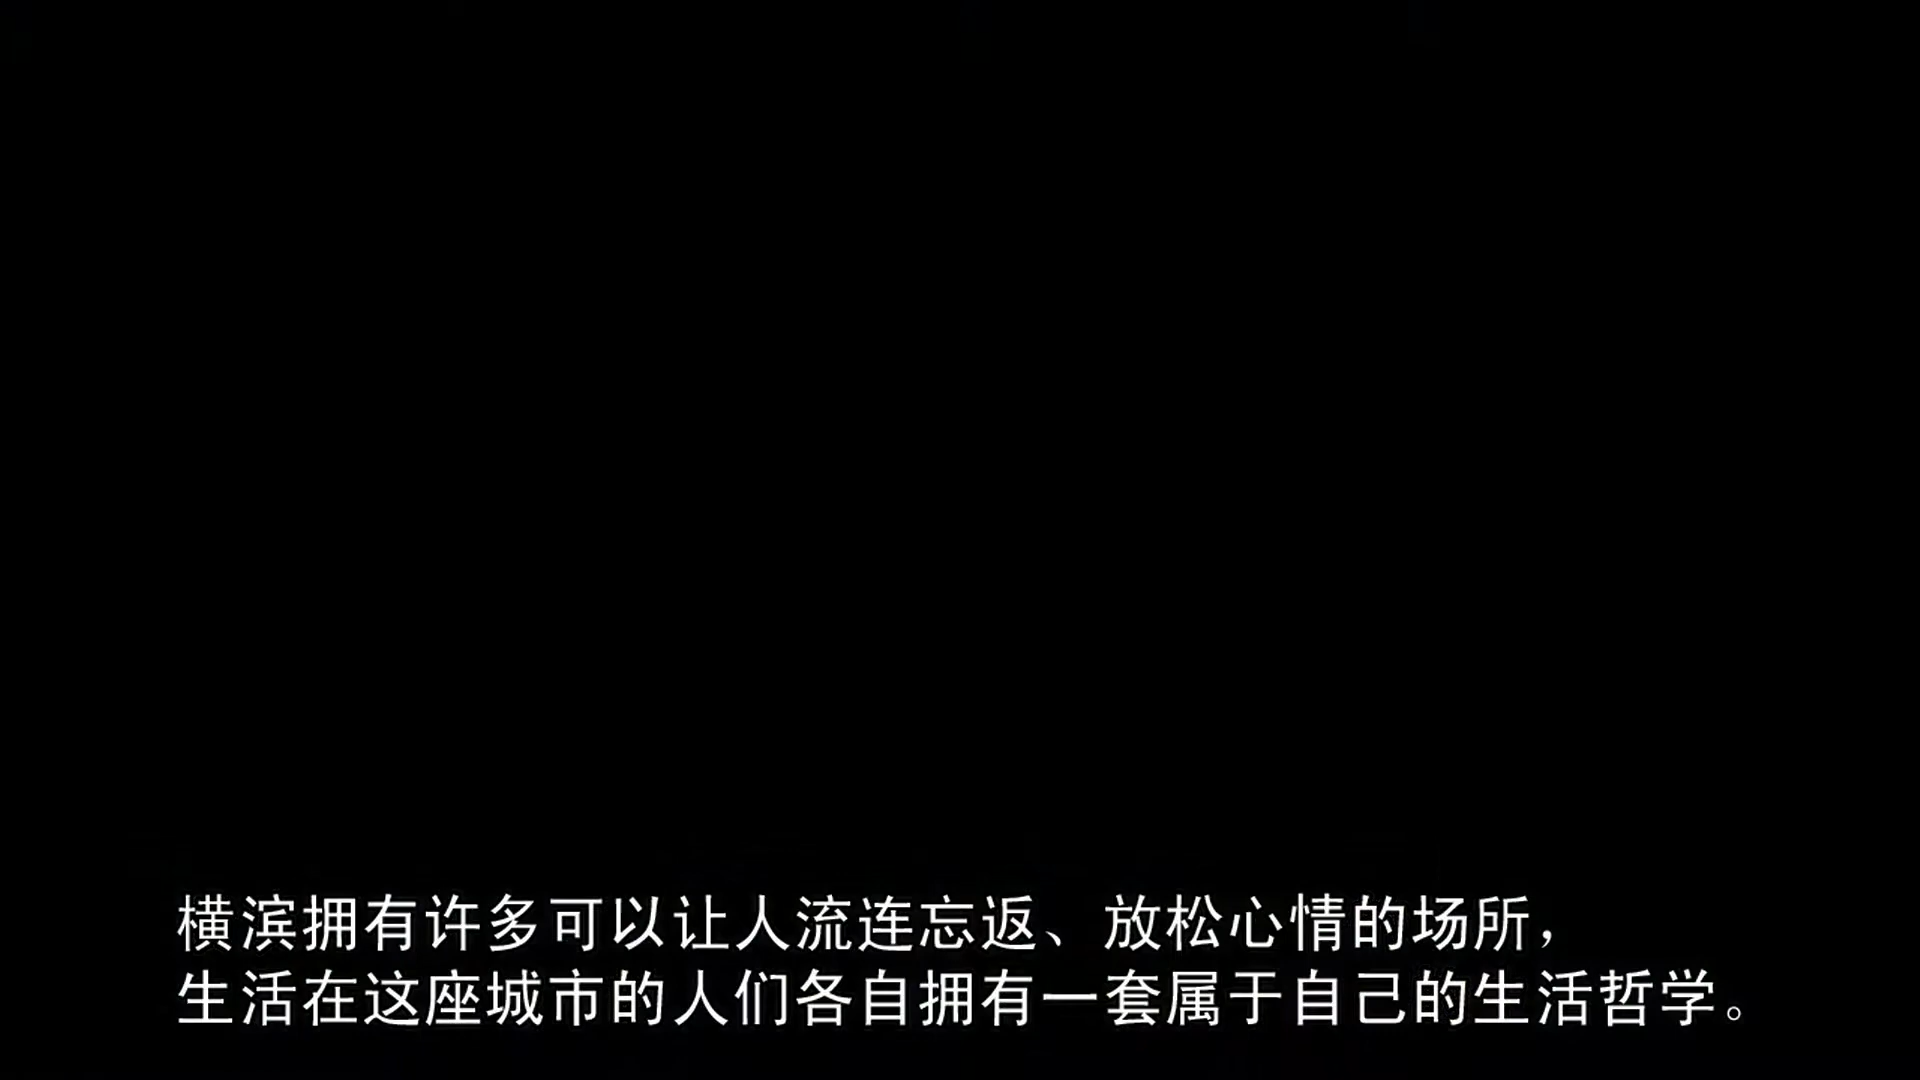 横滨拥有许多可以让人流连忘返、放松心情的场所，
生活在这座城市的人们各自拥有一套属于自己的生活哲学。